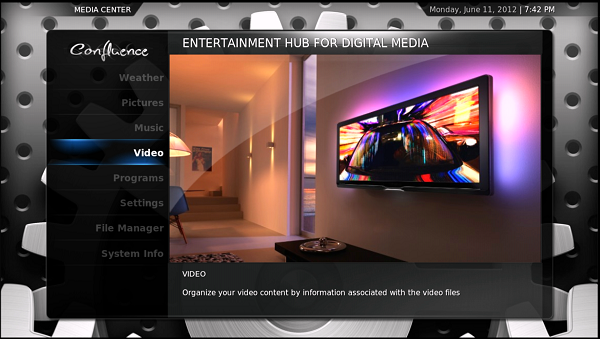 MEDIA CENTER
Monday, June 11, 2012 | 7:42 PM
Confluence
ENTERTAINMENT HUB FOR DIGITAL MEDIA
Weather
Pictures
Music
Video
Programs
Settings
File Manager
System Info
VIDEO
Organize your video content by information associated with the video files